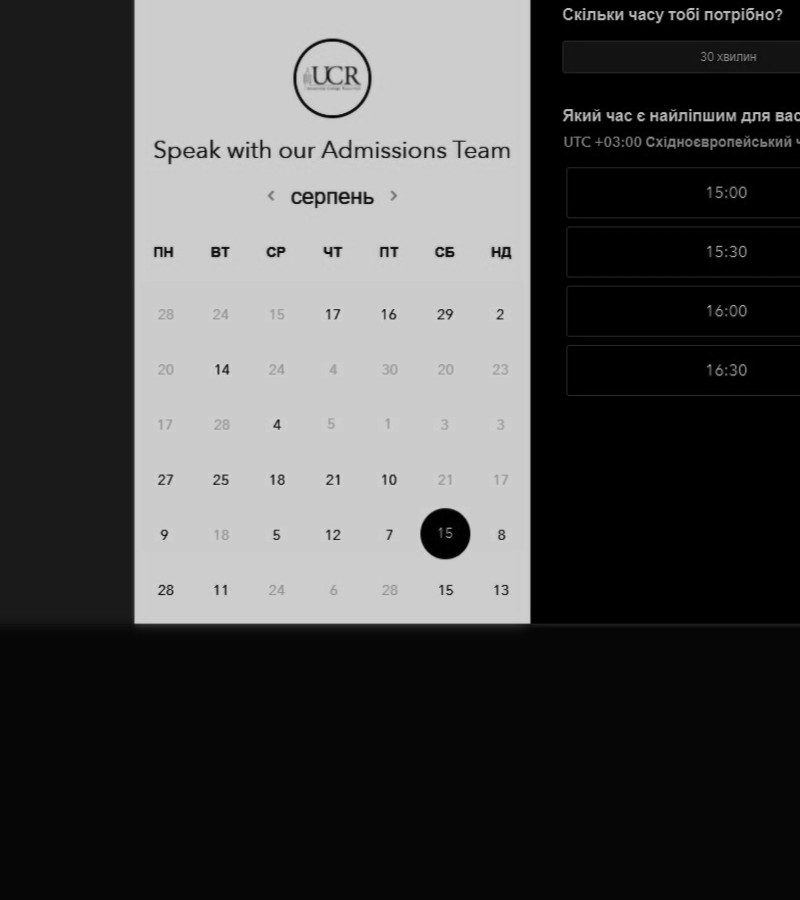 UCR
Speak with our Admissions Team
серпень
ПН ВТ СР ЧТ ПТ СБ НД
28 24 15 17 16 29 2
20 14 24 4 30 20 23
17 28 4 5 1 3 3
27 25 18 21 10 21 17
9 18 5 12 7 15 8
28 11 24 6 28 15 13
Скільки часу тобі потрібно?
30 хвилин
Який час є найліпшим для вас
UTC +03:00 Східноєвропейський
15:00
15:30
16:00
16:30